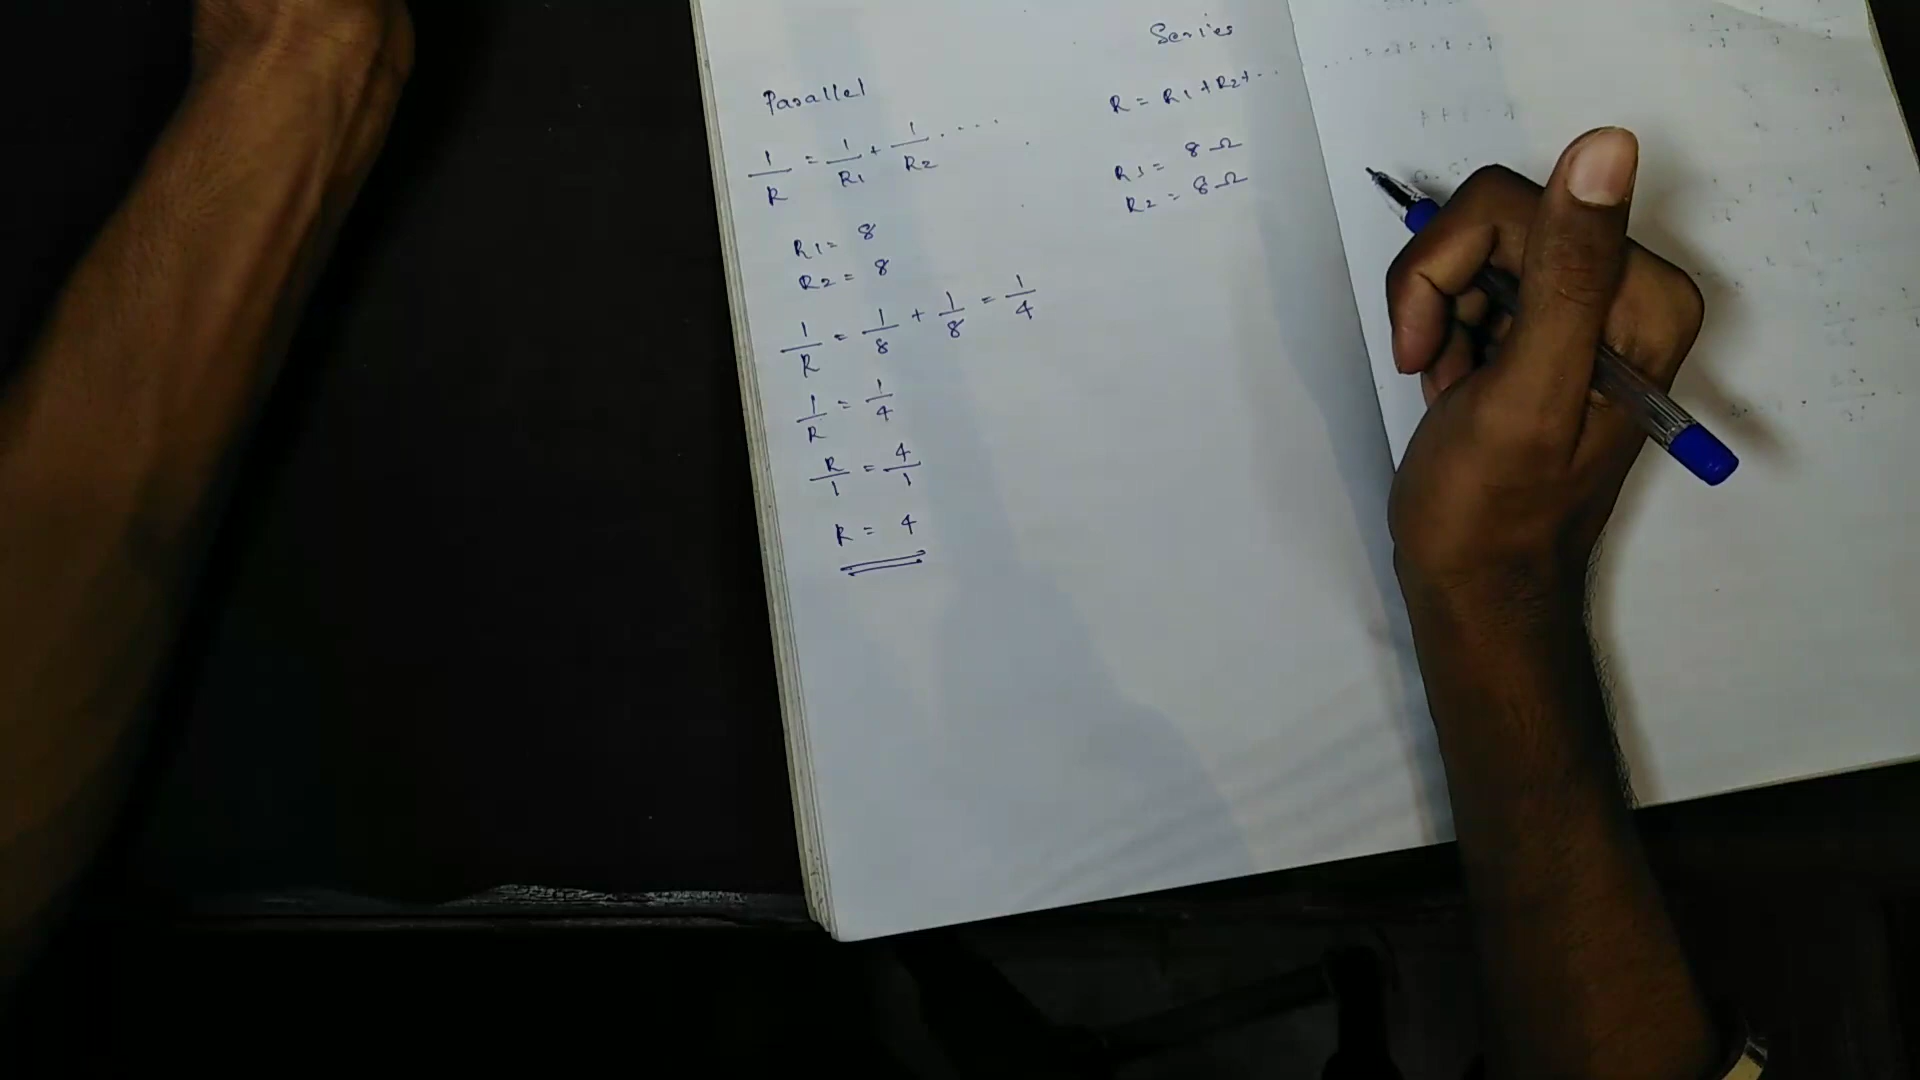 Parallel
1/R = 1/R1 + 1/R2 ....
R1 = 8
R2 = 8
1/R = 1/8 + 1/8 = 1/4
1/R = 1/4
R/1 = 4/1
R = 4
Series
R = R1 + R2 + ..
R1 = 8 Ω
R2 = 8 Ω